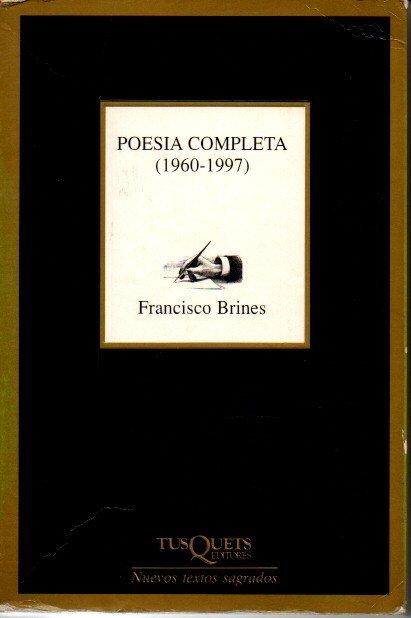 POESIA COMPLETA
(1960-1997)
Francisco Brines
TUSQUETS
EDITORES
Nuevos textos sagrados